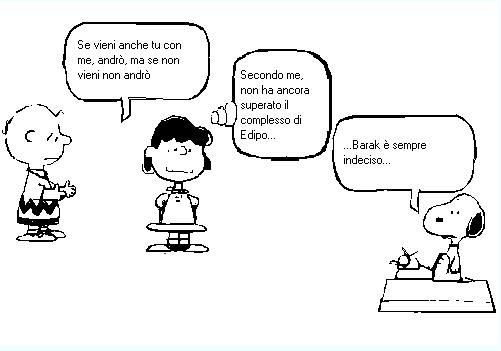 Se vieni anche tu con
me, andrò, ma se non
vieni non andrò
Secondo me,
non ha ancora
superato il
complesso di
Edipo...
...Barak è sempre
indeciso...